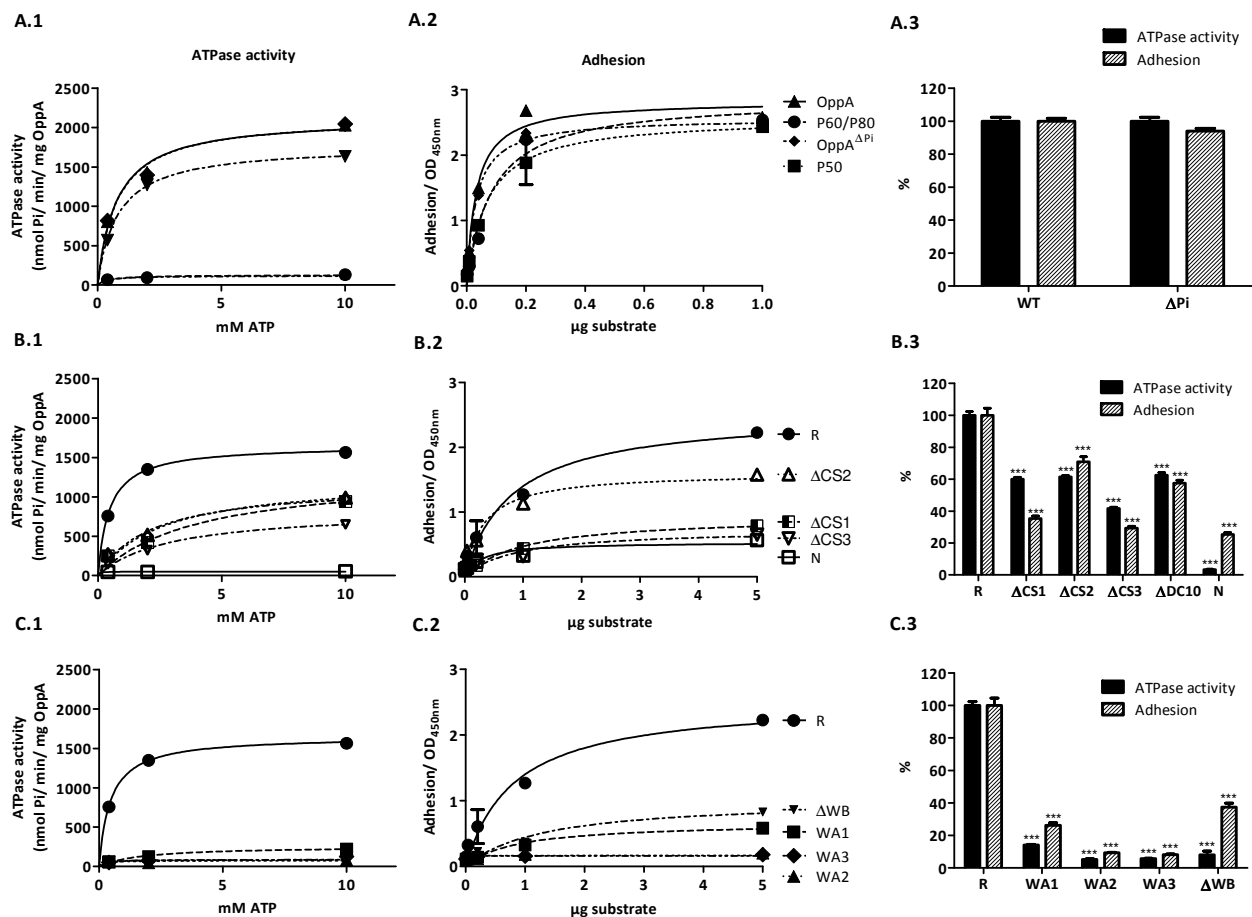 A.1
ATPase activity
ATPase activity
(nmol Pi/ min/ mg OppA)
2500
2000
1500
1000
500
0
0
5
10
mM ATP
A.2
Adhesion
Adhesion/ OD450nm
3
2
1
0
0.0
0.2
0.4
0.6
0.8
1.0
µg substrate
OppA
P60/P80
OppAΔPi
P50
A.3
ATPase activity
Adhesion
%
120
100
80
60
40
20
0
WT
ΔPi
B.1
ATPase activity
(nmol Pi/ min/ mg OppA)
2500
2000
1500
1000
500
0
0
5
10
mM ATP
B.2
Adhesion/ OD450nm
3
2
1
0
0
1
2
3
4
5
µg substrate
R
ΔCS2
ΔCS1
ΔCS3
N
B.3
ATPase activity
Adhesion
%
120
100
80
60
40
20
0
***
***
***
***
***
***
***
***
***
***
R
ΔCS1
ΔCS2
ΔCS3
ΔDC10
N
C.1
ATPase activity
(nmol Pi/ min/ mg OppA)
2500
2000
1500
1000
500
0
0
5
10
mM ATP
C.2
Adhesion/ OD450nm
3
2
1
0
0
1
2
3
4
5
µg substrate
R
ΔWB
WA1
WA3
WA2
C.3
ATPase activity
Adhesion
%
120
100
80
60
40
20
0
***
***
***
***
***
***
***
***
R
WA1
WA2
WA3
ΔWB